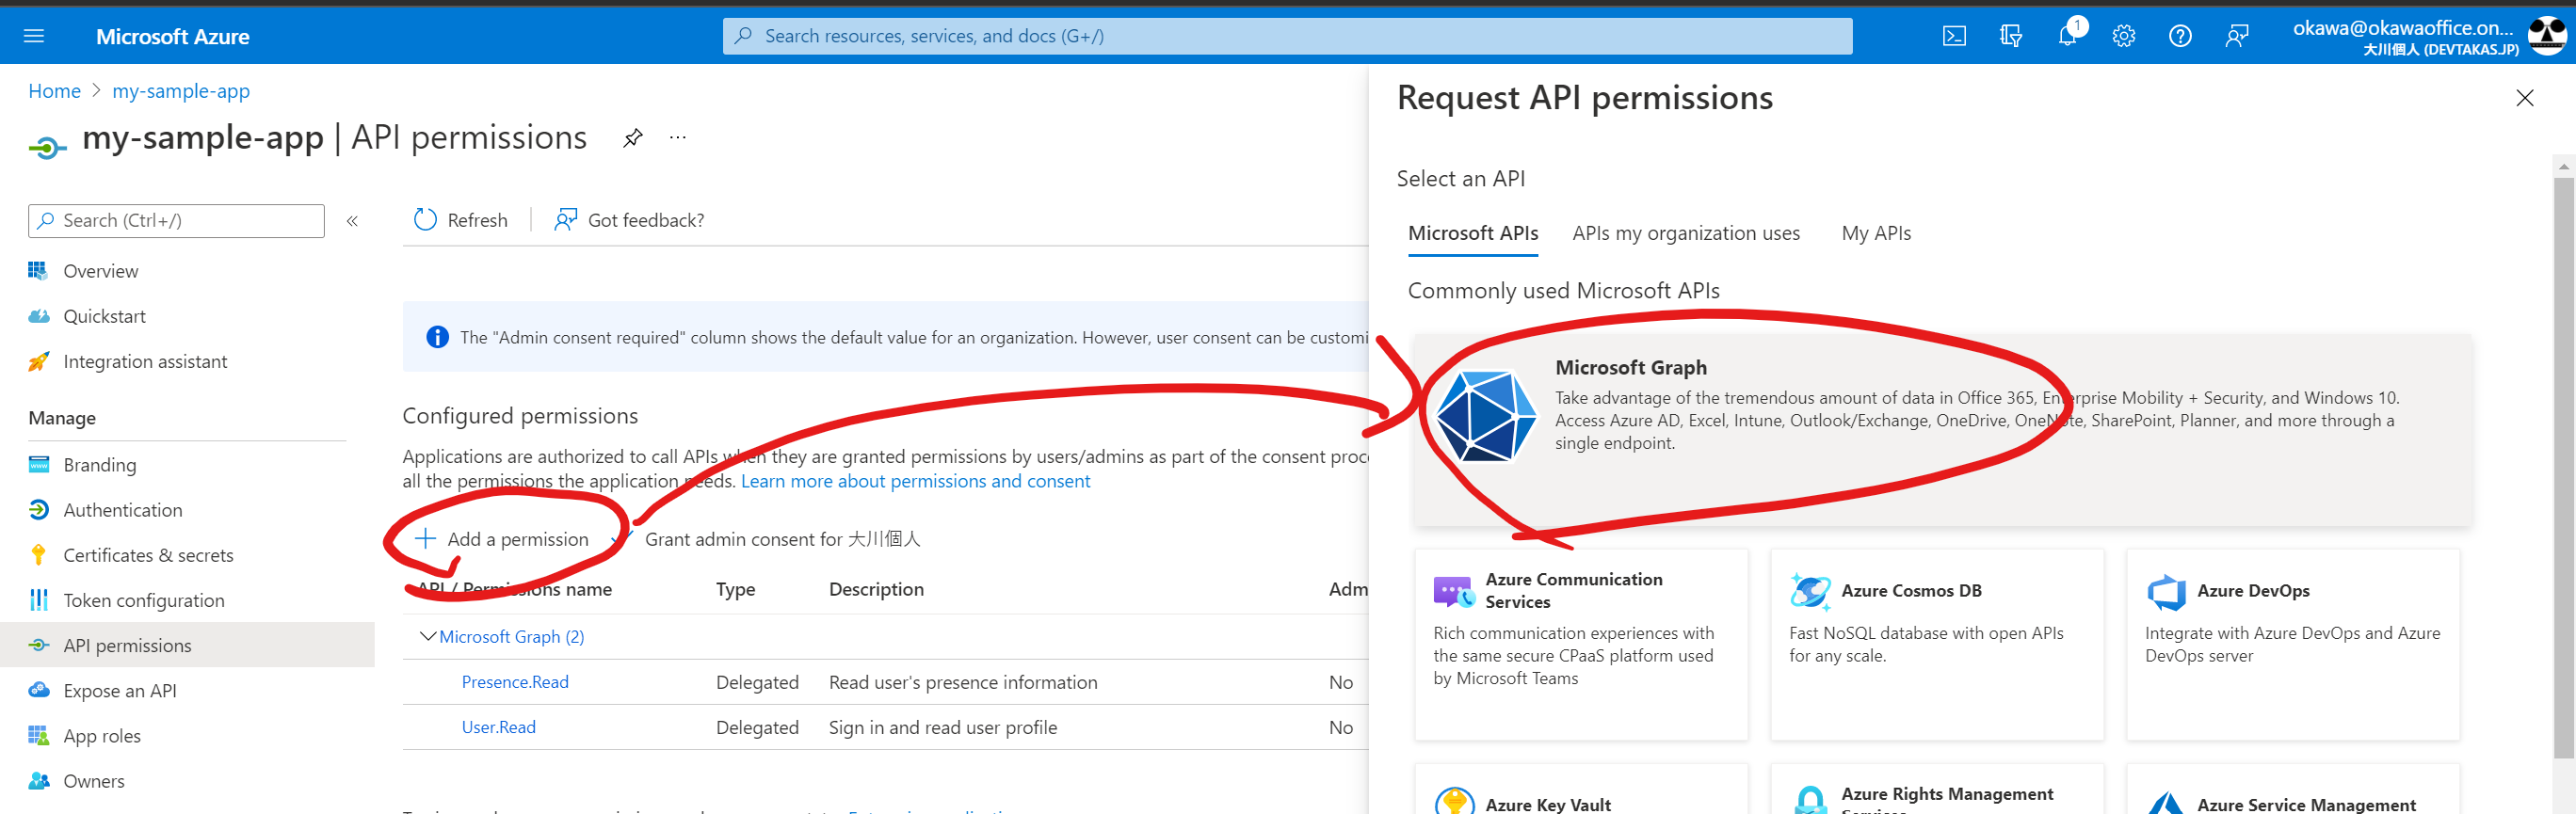 Microsoft Azure
Search resources, services, and docs (G+/)
1
okawa@okawaoffice.on...
大川個人 (DEVTAKAS.JP)
Home > my-sample-app
my-sample-app | API permissions
Search (Ctrl+/)
Overview
Quickstart
Integration assistant
Manage
Branding
Authentication
Certificates & secrets
Token configuration
API permissions
Expose an API
App roles
Owners
Refresh
Got feedback?
The "Admin consent required" column shows the default value for an organization. However, user consent can be customi
Configured permissions
Applications are authorized to call APIs when they are granted permissions by users/admins as part of the consent proc
all the permissions the application needs. Learn more about permissions and consent
Add a permission
Grant admin consent for 大川個人
API / Permissions name Type Description Adm
Microsoft Graph (2)
Presence.Read Delegated Read user's presence information No
User.Read Delegated Sign in and read user profile No
Request API permissions
Select an API
Microsoft APIs APIs my organization uses My APIs
Commonly used Microsoft APIs
Microsoft Graph
Take advantage of the tremendous amount of data in Office 365, Enterprise Mobility + Security, and Windows 10.
Access Azure AD, Excel, Intune, Outlook/Exchange, OneDrive, OneNote, SharePoint, Planner, and more through a
single endpoint.
Azure Communication
Services
Rich communication experiences with
the same secure CPaaS platform used
by Microsoft Teams
Azure Cosmos DB
Fast NoSQL database with open APIs
for any scale.
Azure DevOps
Integrate with Azure DevOps and Azure
DevOps server
Azure Key Vault
Azure Rights Management
Azure Service Management